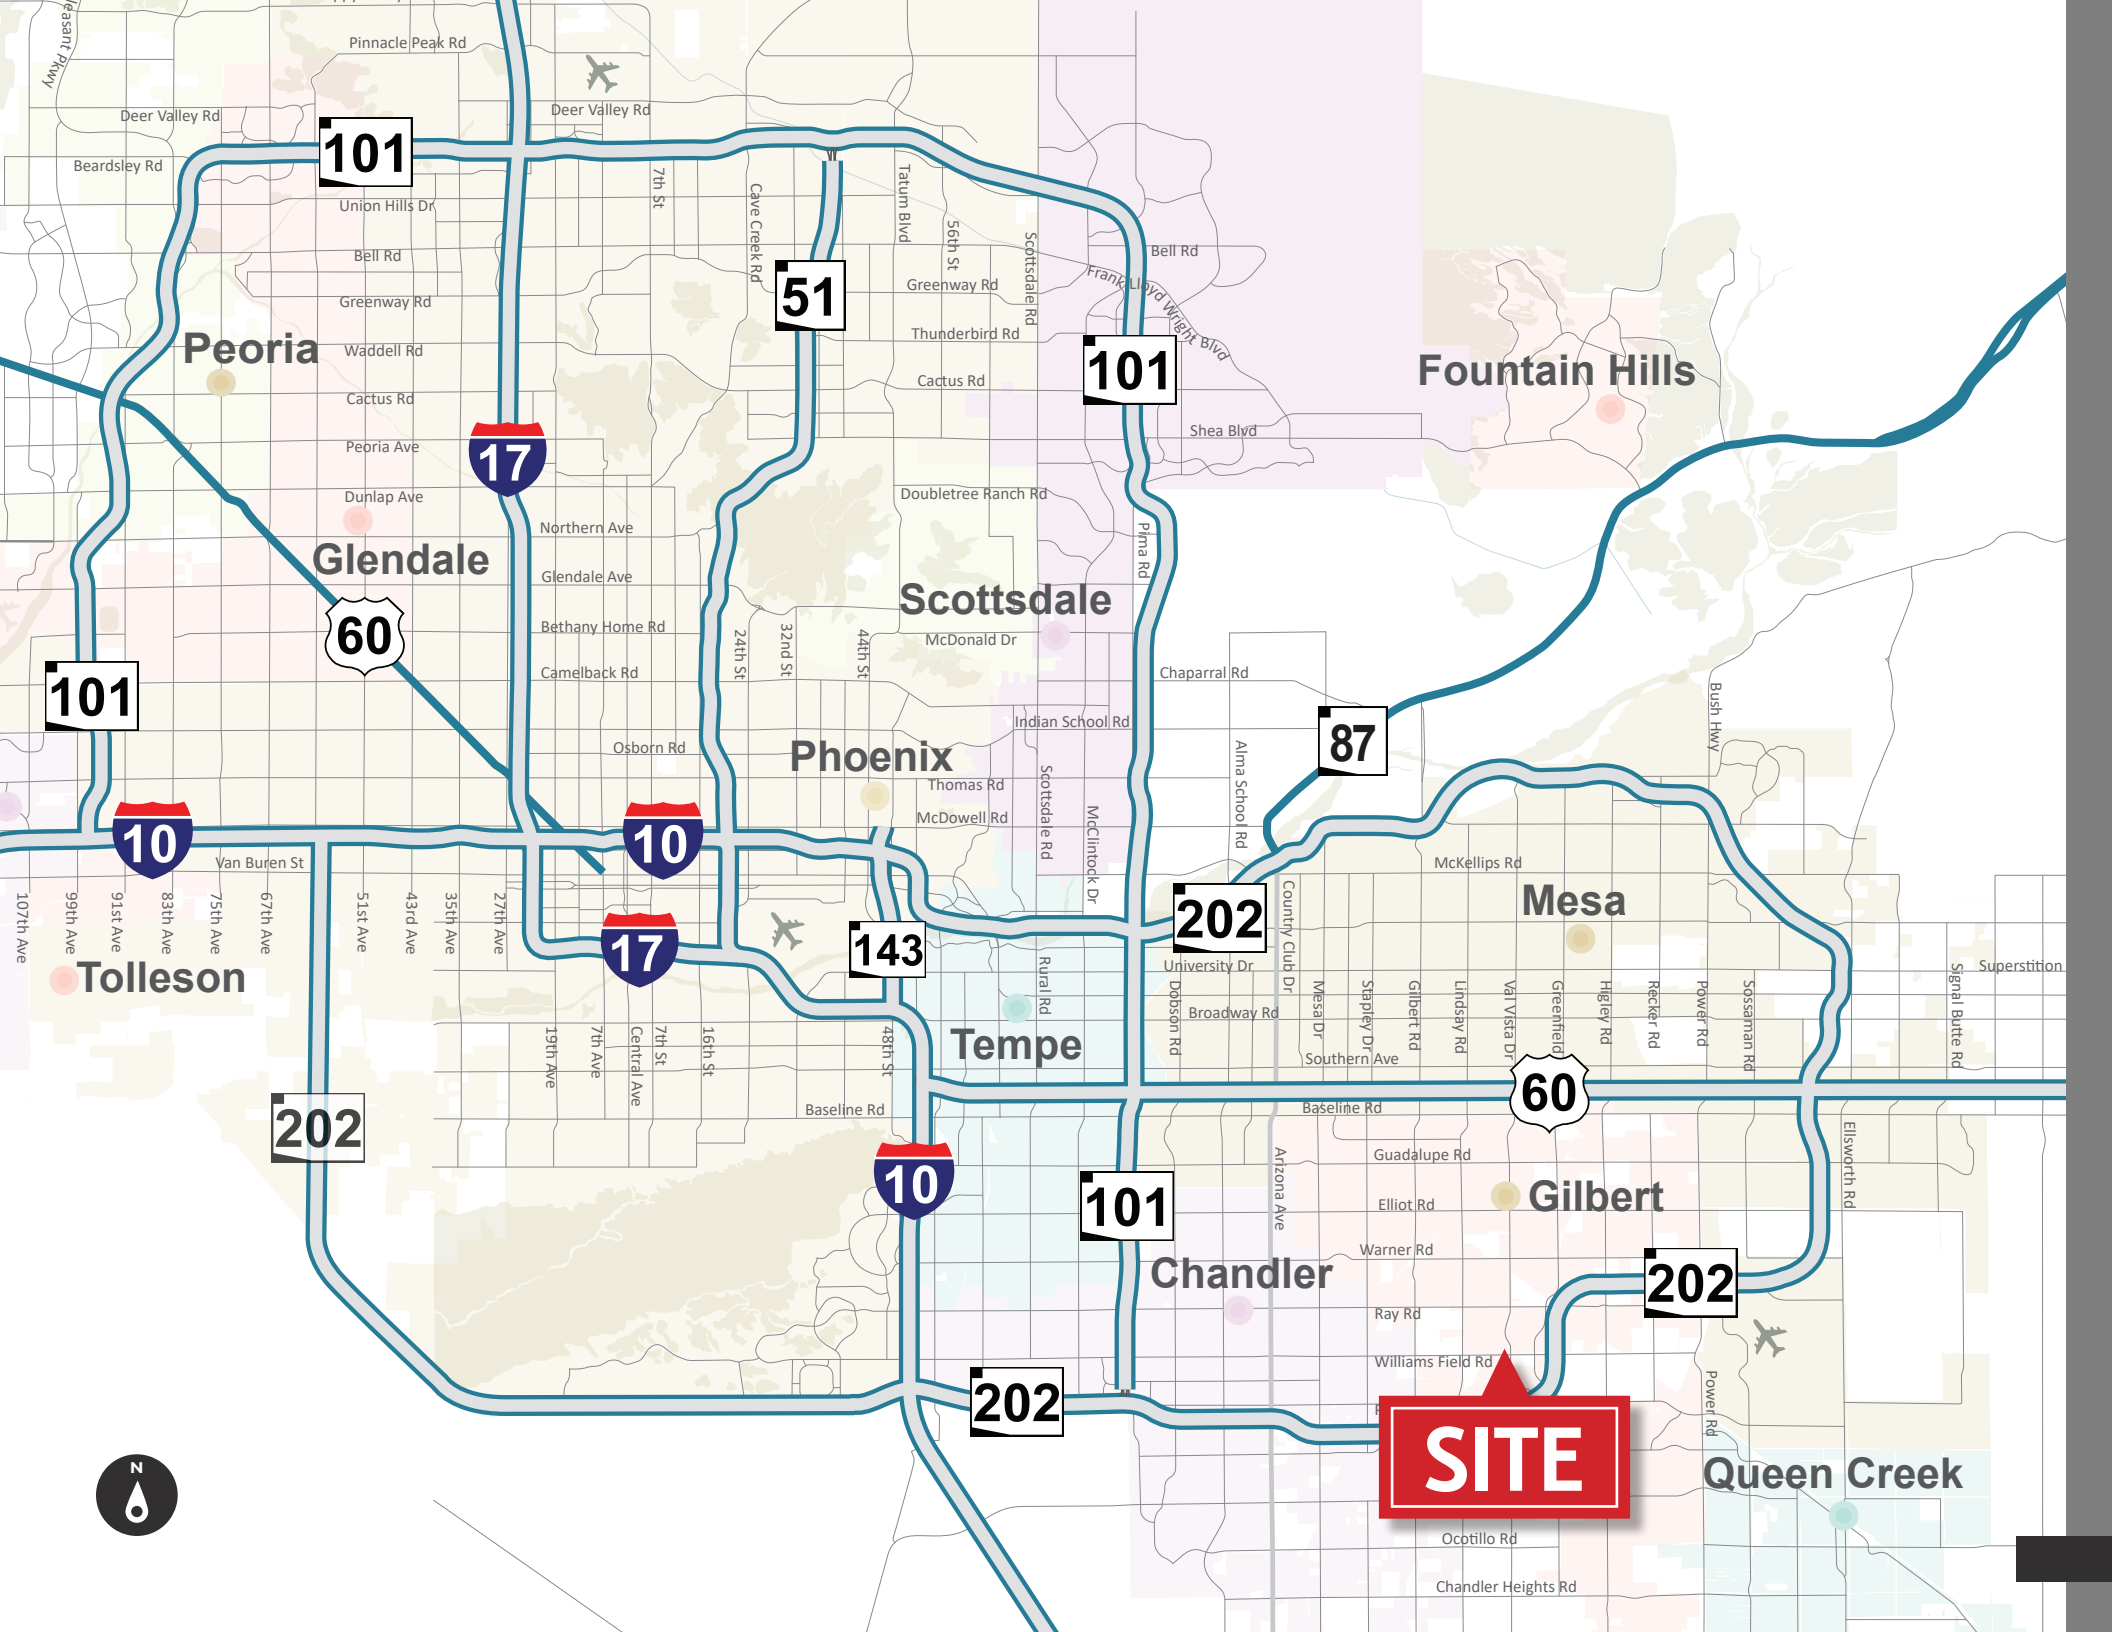 easant Pkwy
Pinnacle Peak Rd
Deer Valley Rd
Deer Valley Rd
101
Beardsley Rd
Union Hills Dr
7th St
Cave Creek Rd
Tatum Blvd
56th St
Scottsdale Rd
Bell Rd
Bell Rd
Frank Lloyd Wright Blvd
51
Greenway Rd
Greenway Rd
Thunderbird Rd
Peoria
Waddell Rd
101
Fountain Hills
Cactus Rd
Cactus Rd
Peoria Ave
Shea Blvd
17
Dunlap Ave
Doubletree Ranch Rd
Northern Ave
Pima Rd
Glendale
Glendale Ave
Scottsdale
60
Bethany Home Rd
24th St
32nd St
44th St
McDonald Dr
Camelback Rd
Chaparral Rd
101
Bush Hwy
Indian School Rd
87
Osborn Rd
Phoenix
Thomas Rd
Scottsdale Rd
McClintock Dr
Alma School Rd
McDowell Rd
10
10
Van Buren St
McKellips Rd
Mesa
107th Ave
99th Ave
91st Ave
83th Ave
75th Ave
67th Ave
51st Ave
43rd Ave
35th Ave
27th Ave
17
143
202
Country Club Dr
Tolleson
University Dr
Superstition
Rural Rd
Dobson Rd
Mesa Dr
Stapley Dr
Gilbert Rd
Lindsay Rd
Val Vista Dr
Greenfield
Higley Rd
Recker Rd
Power Rd
Sossaman Rd
Signal Butte Rd
Broadway Rd
Tempe
19th Ave
7th Ave
Central Ave
7th St
16th St
48th St
Southern Ave
60
202
Baseline Rd
Baseline Rd
Arizona Ave
Guadalupe Rd
Ellsworth Rd
10
101
Elliot Rd
Gilbert
Warner Rd
Chandler
202
Ray Rd
Williams Field Rd
202
Power Rd
SITE
Queen Creek
N
Ocotillo Rd
Chandler Heights Rd